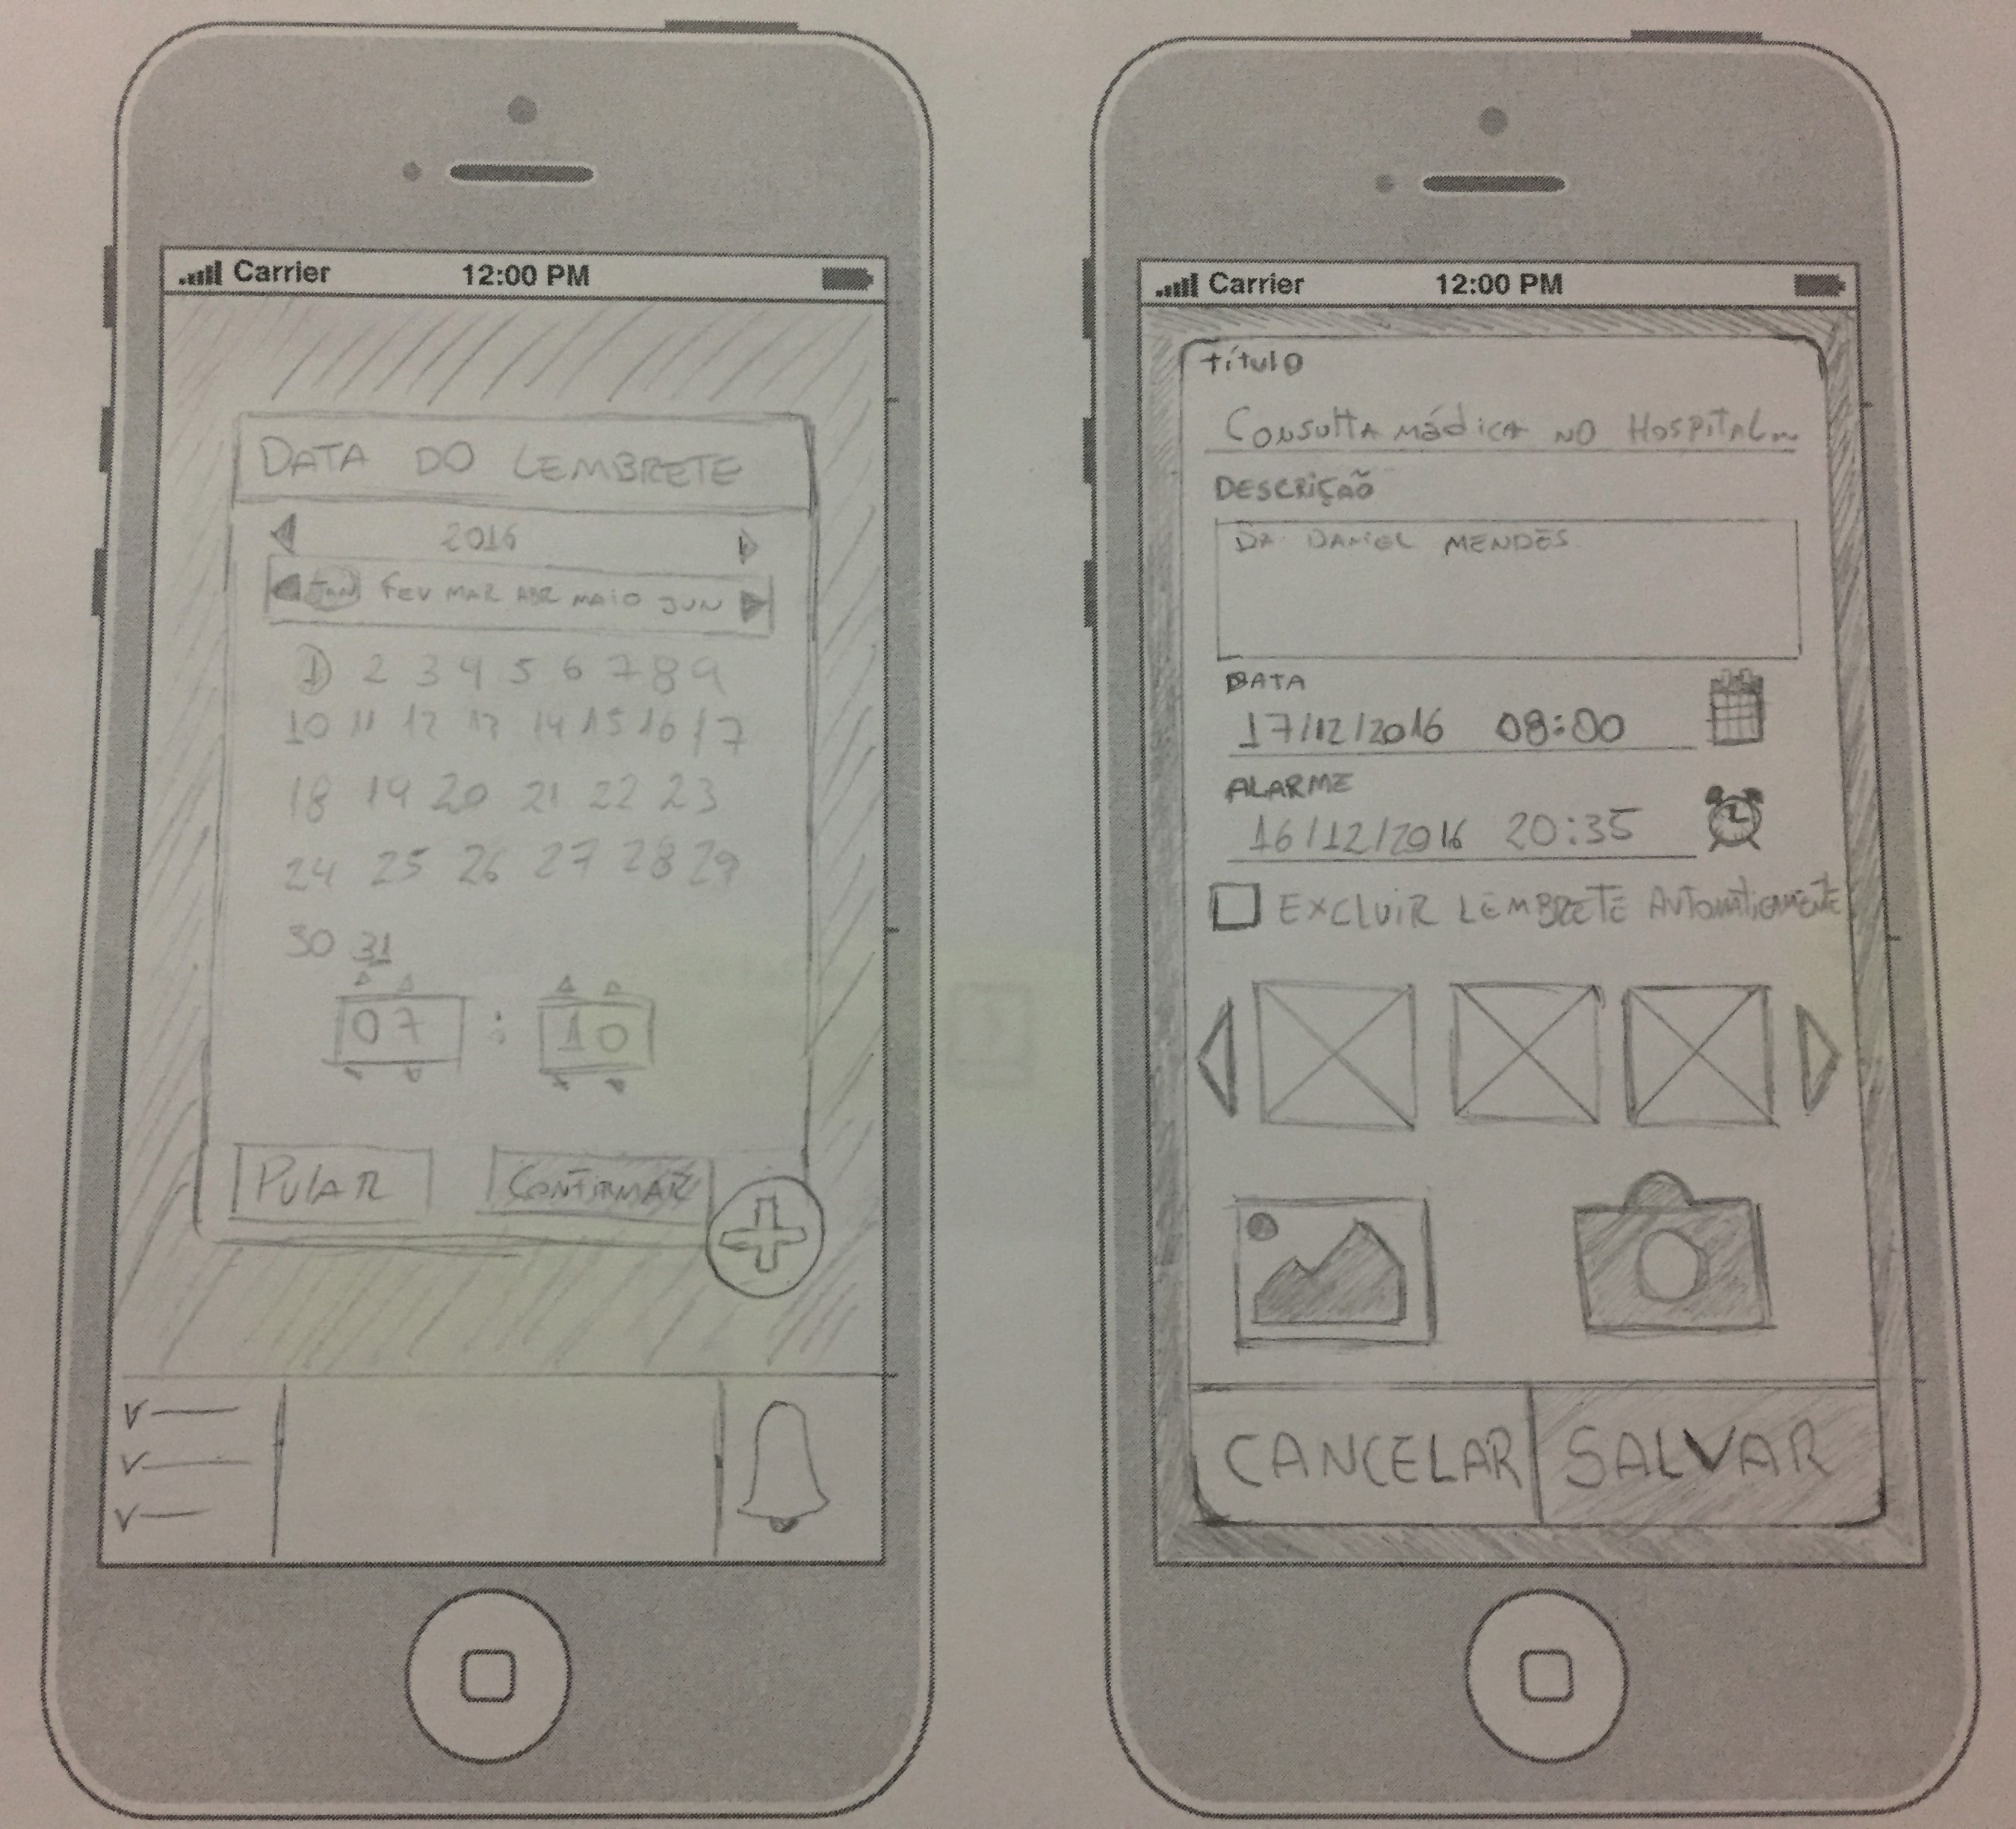 Carrier 12:00 PM
DATA DO LEMBRETE
2016
JAN FEV MAR ABR MAIO JUN
1 2 3 4 5 6 7 8 9
10 11 12 13 14 15 16 17
18 19 20 21 22 23
24 25 26 27 28 29
30 31
07 : 10
PULAR CONFIRMAR
Carrier 12:00 PM
Título
Consulta Médica no Hospital...
DESCRIÇÃO
DR. DANIEL MENDES
DATA
17/12/2016 08:00
ALARME
16/12/2016 20:35
EXCLUIR LEMBRETE AUTOMATICAMENTE
CANCELAR SALVAR